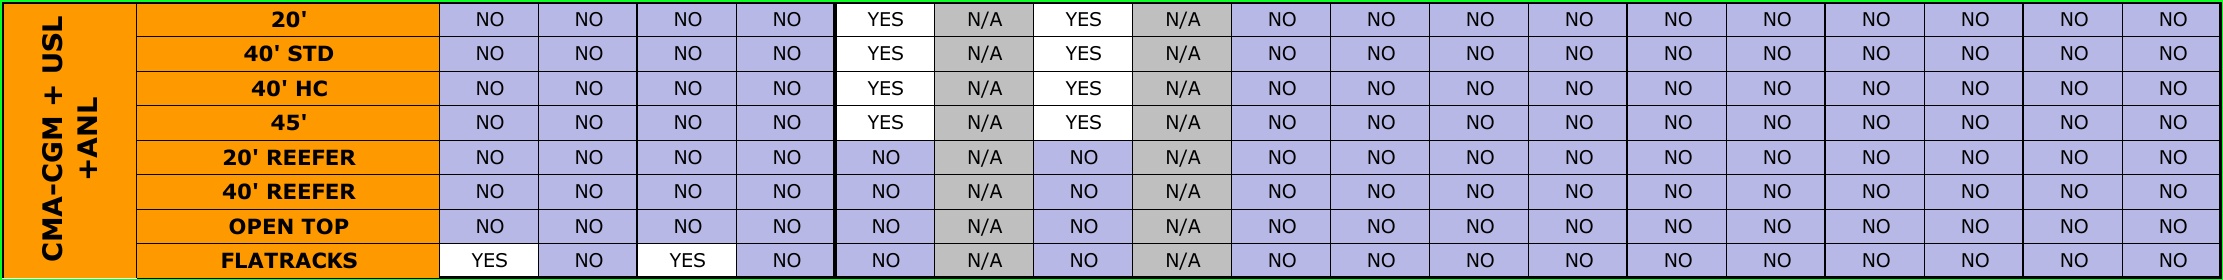 CMA-CGM + USL
+ANL
20' NO NO NO NO YES N/A YES N/A NO NO NO NO NO NO NO NO NO NO
40' STD NO NO NO NO YES N/A YES N/A NO NO NO NO NO NO NO NO NO NO
40' HC NO NO NO NO YES N/A YES N/A NO NO NO NO NO NO NO NO NO NO
45' NO NO NO NO YES N/A YES N/A NO NO NO NO NO NO NO NO NO NO
20' REEFER NO NO NO NO NO N/A NO N/A NO NO NO NO NO NO NO NO NO NO
40' REEFER NO NO NO NO NO N/A NO N/A NO NO NO NO NO NO NO NO NO NO
OPEN TOP NO NO NO NO NO N/A NO N/A NO NO NO NO NO NO NO NO NO NO
FLATRACKS YES NO YES NO NO N/A NO N/A NO NO NO NO NO NO NO NO NO NO